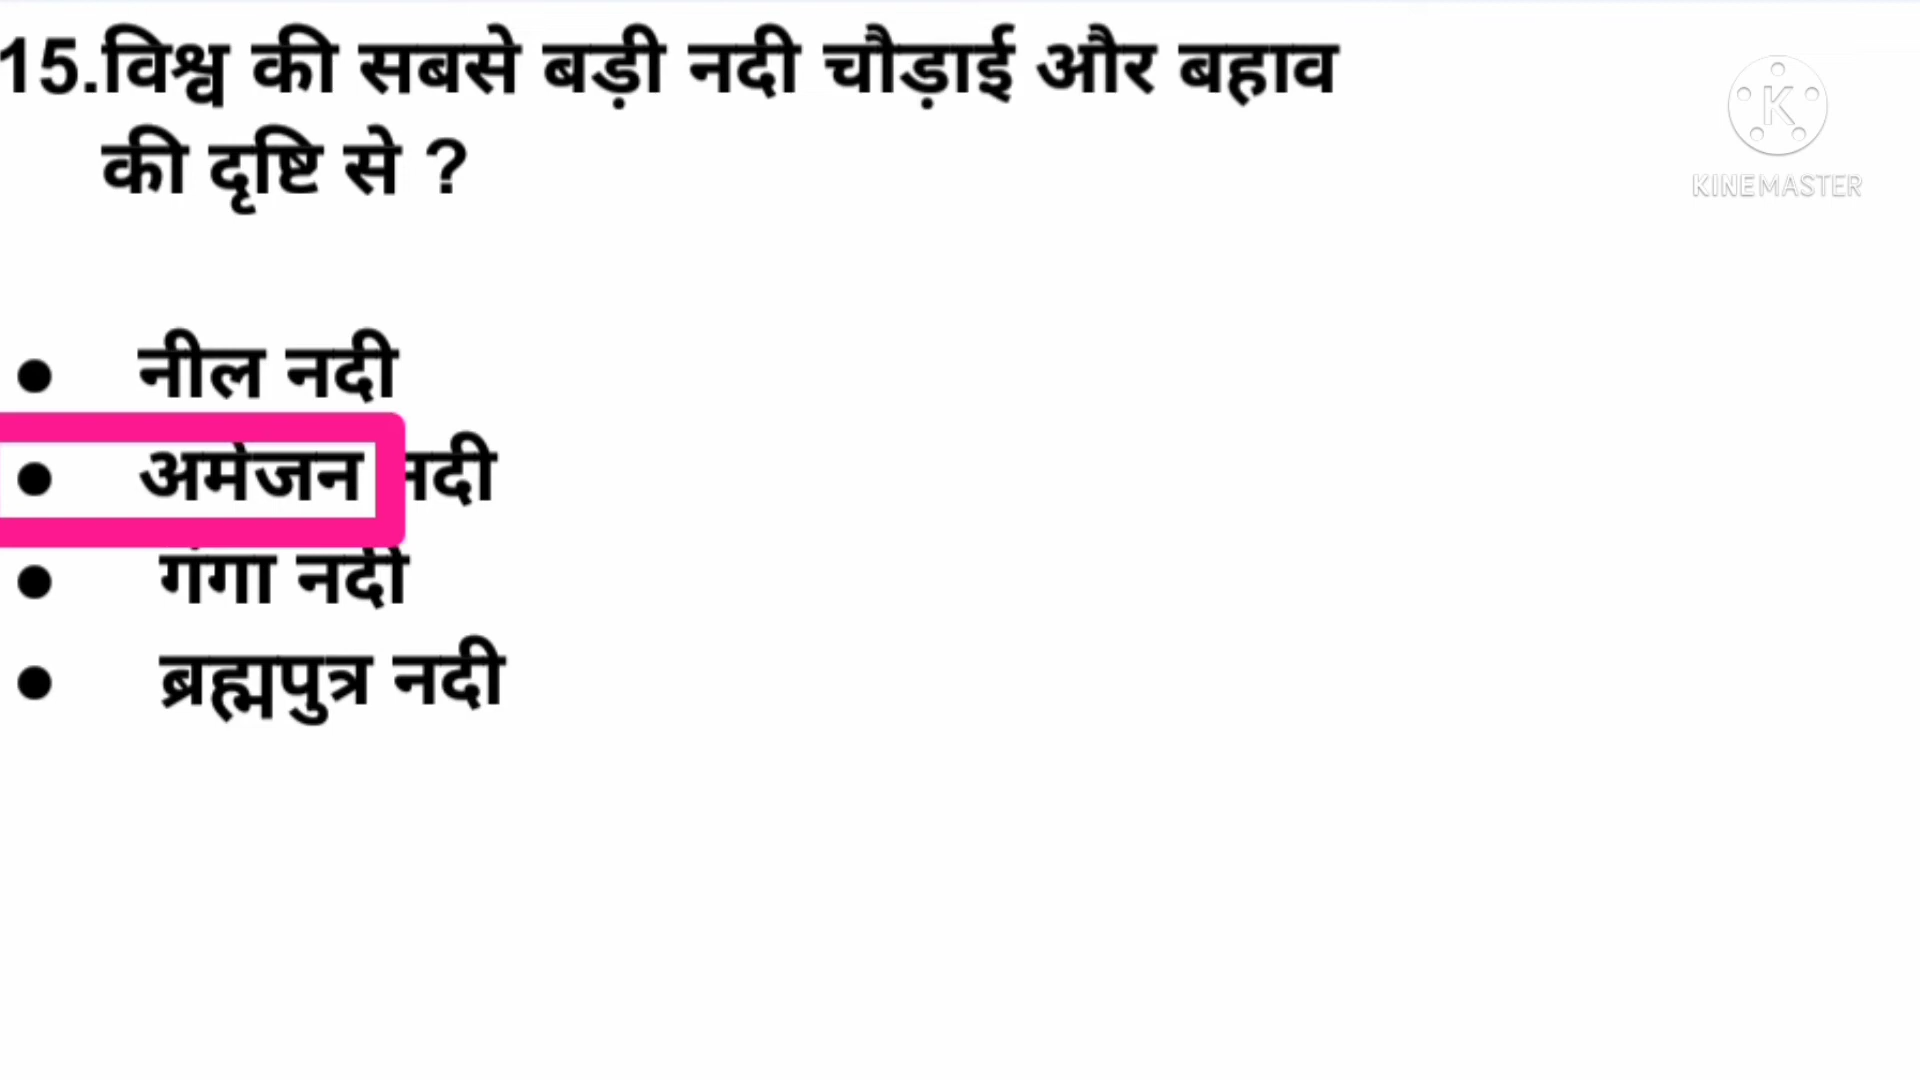 15.विश्व की सबसे बड़ी नदी चौड़ाई और बहाव
की दृष्टि से ?
KINEMASTER
● नील नदी
● अमेजन नदी
● गंगा नदी
● ब्रह्मपुत्र नदी